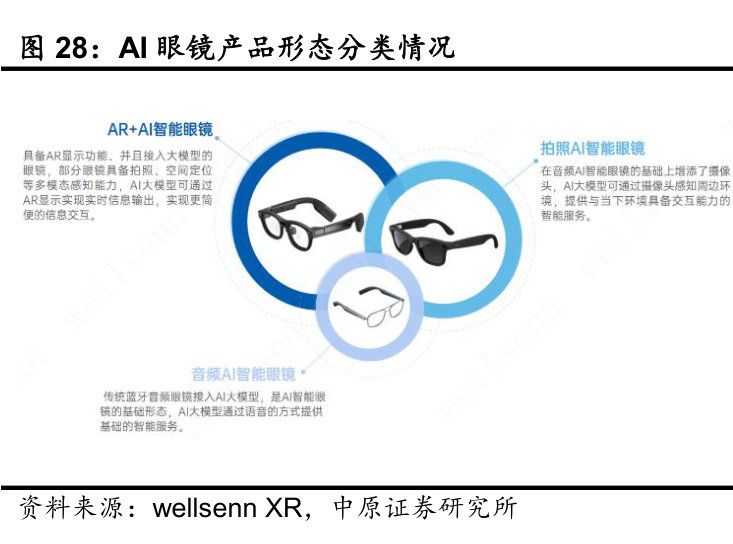 图 28：AI 眼镜产品形态分类情况
AR+AI智能眼镜
具备AR显示功能、并且接入大模型的
眼镜，部分眼镜具备拍照、空间定位
等多模态感知能力，AI大模型可通过
AR显示实现实时信息输出，实现更简
便的信息交互。
拍照AI智能眼镜
在音频AI智能眼镜的基础上增添了摄像
头，AI大模型可通过摄像头感知周边环
境，提供与当下环境具备交互能力的
智能服务。
音频AI智能眼镜
传统蓝牙音频眼镜接入AI大模型，是AI智能眼
镜的基础形态，AI大模型通过语音的方式提供
基础的智能服务。
wellsenn
wellsenn
wellsenn
资料来源：wellsenn XR，中原证券研究所